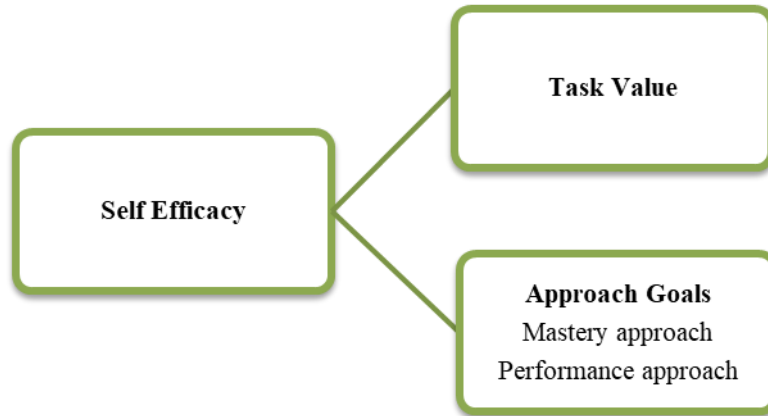 Self Efficacy
Task Value
Approach Goals
Mastery approach
Performance approach